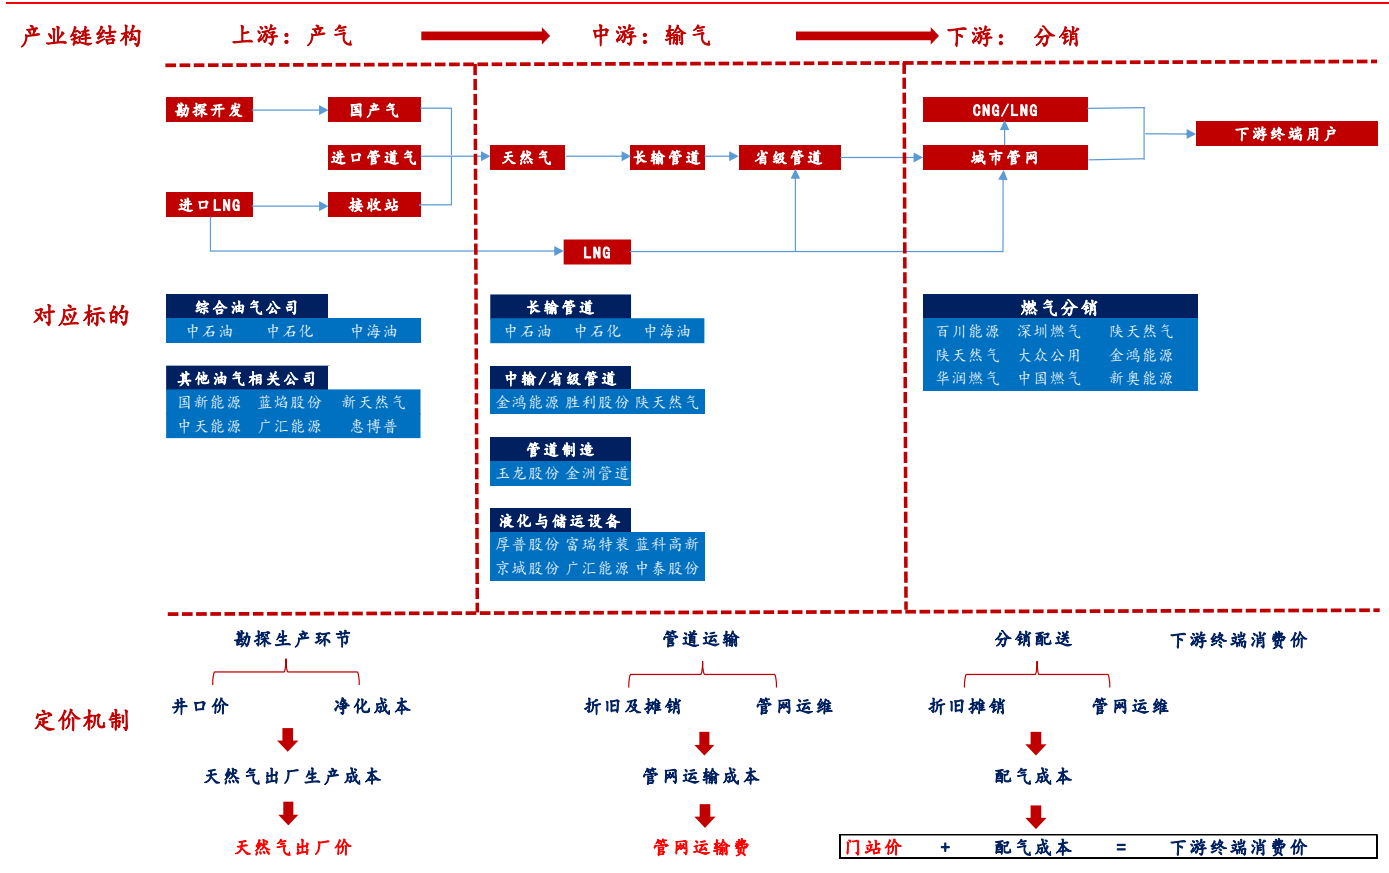 产业链结构
上游：产气
中游：输气
下游： 分销
勘探开发
国产气
CNG/LNG
下游终端用户
进口管道气
天然气
长输管道
省级管道
城市管网
进口LNG
接收站
LNG
对应标的
综合油气公司
中石油 中石化 中海油
其他油气相关公司
国新能源 蓝焰股份 新天然气
中天能源 广汇能源 惠博普
长输管道
中石油 中石化 中海油
中输/省级管道
金鸿能源 胜利股份 陕天然气
管道制造
玉龙股份 金洲管道
液化与储运设备
厚普股份 富瑞特装 蓝科高新
京城股份 广汇能源 中泰股份
燃气分销
百川能源 深圳燃气 陕天然气
陕天然气 大众公用 金鸿能源
华润燃气 中国燃气 新奥能源
定价机制
勘探生产环节
井口价 净化成本
天然气出厂生产成本
天然气出厂价
管道运输
折旧及摊销 管网运维
管网运输成本
管网运输费
分销配送 下游终端消费价
折旧摊销 管网运维
配气成本
门站价 + 配气成本 = 下游终端消费价